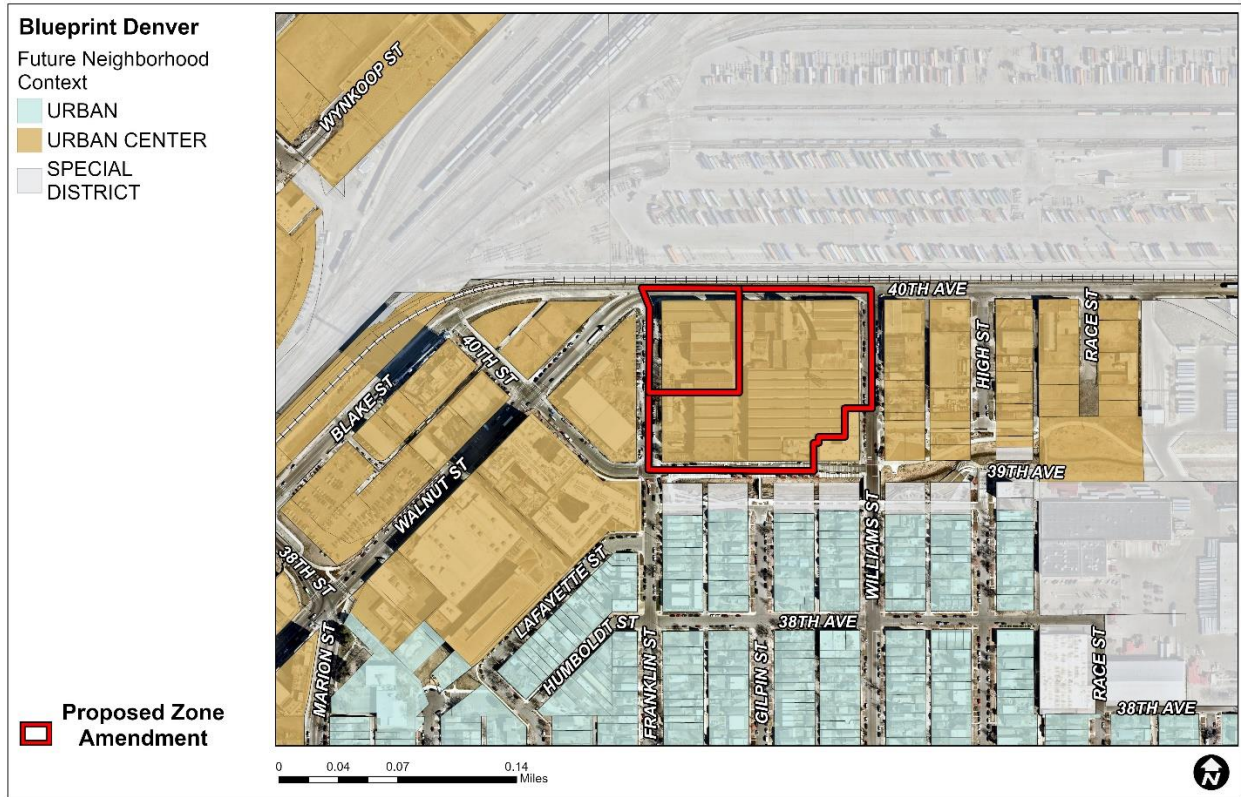 Blueprint Denver
Future Neighborhood
Context
URBAN
URBAN CENTER
SPECIAL
DISTRICT
WYNKOOP ST
40TH AVE
BLAKE ST
40TH ST
HIGH ST
RACE ST
WALNUT ST
39TH AVE
38TH ST
MARION ST
LAFAYETTE ST
HUMBOLDT ST
FRANKLIN ST
GILPIN ST
WILLIAMS ST
38TH AVE
RACE ST
38TH AVE
Proposed Zone
Amendment
0 0.04 0.07 0.14
Miles
N